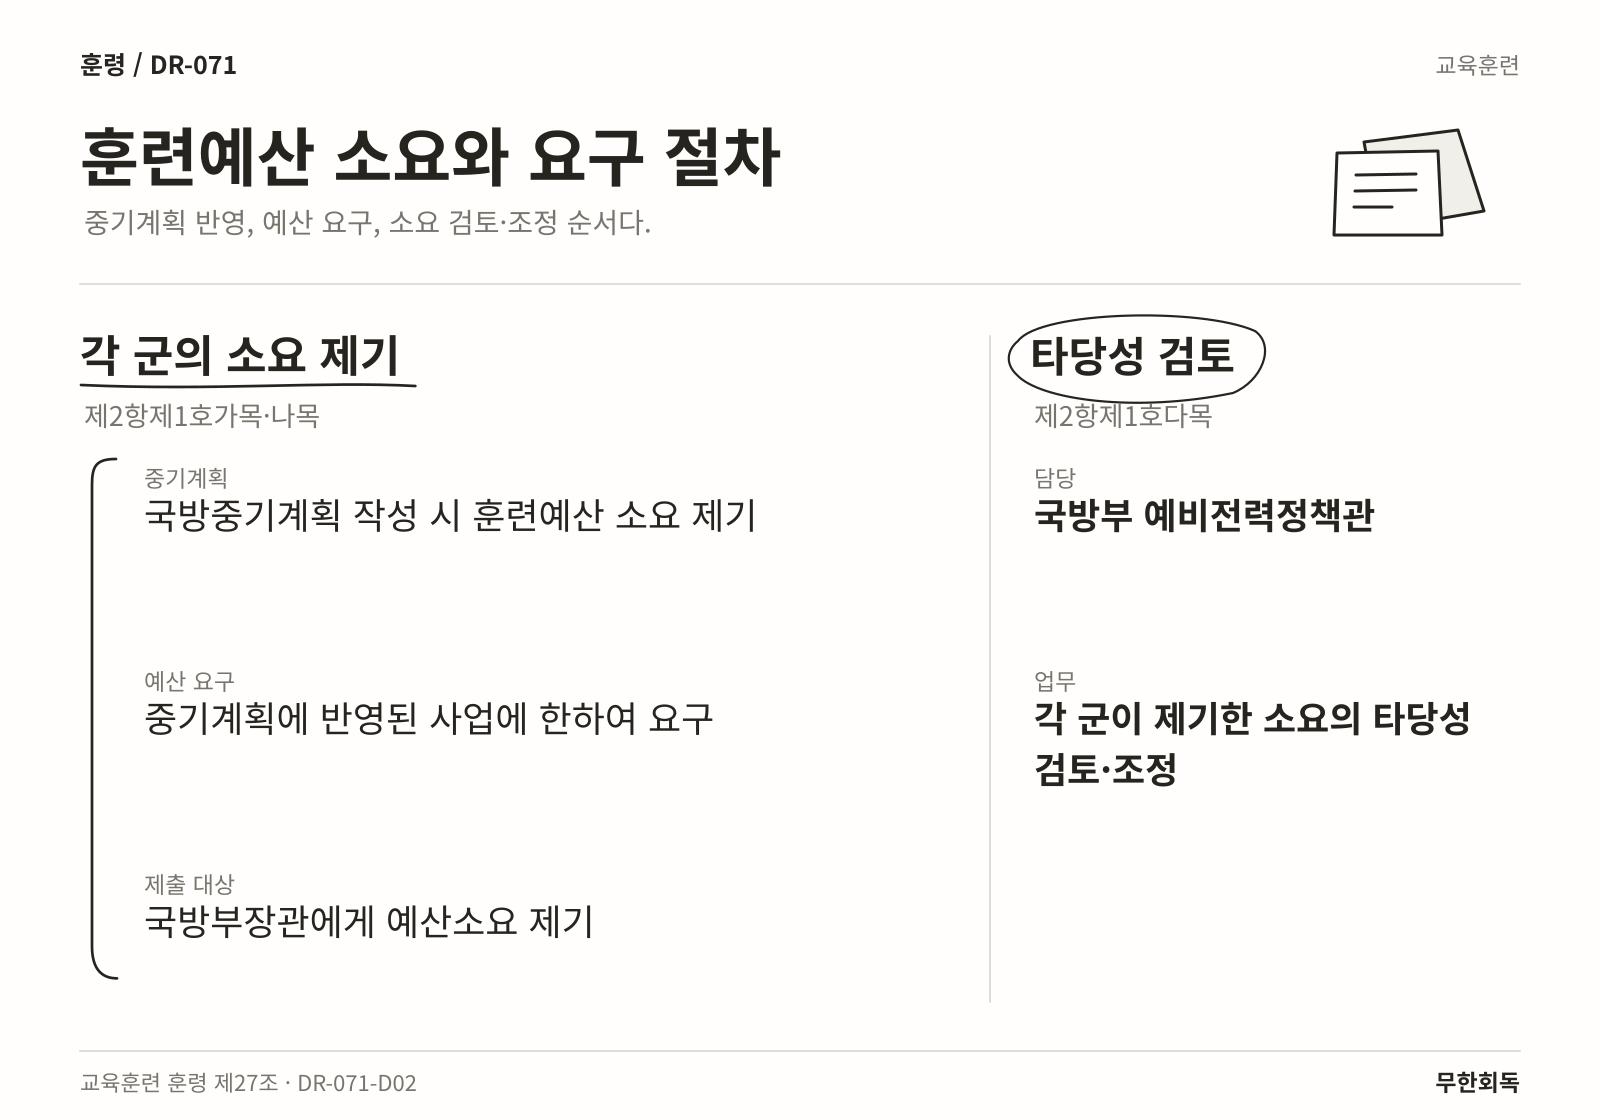 훈령 / DR-071
교육훈련
훈련예산 소요와 요구 절차
중기계획 반영, 예산 요구, 소요 검토·조정 순서다.
각 군의 소요 제기
제2항제1호가목·나목
중기계획
국방중기계획 작성 시 훈련예산 소요 제기
예산 요구
중기계획에 반영된 사업에 한하여 요구
제출 대상
국방부장관에게 예산소요 제기
타당성 검토
제2항제1호다목
담당
국방부 예비전력정책관
업무
각 군이 제기한 소요의 타당성
검토·조정
교육훈련 훈령 제27조 · DR-071-D02
무한회독